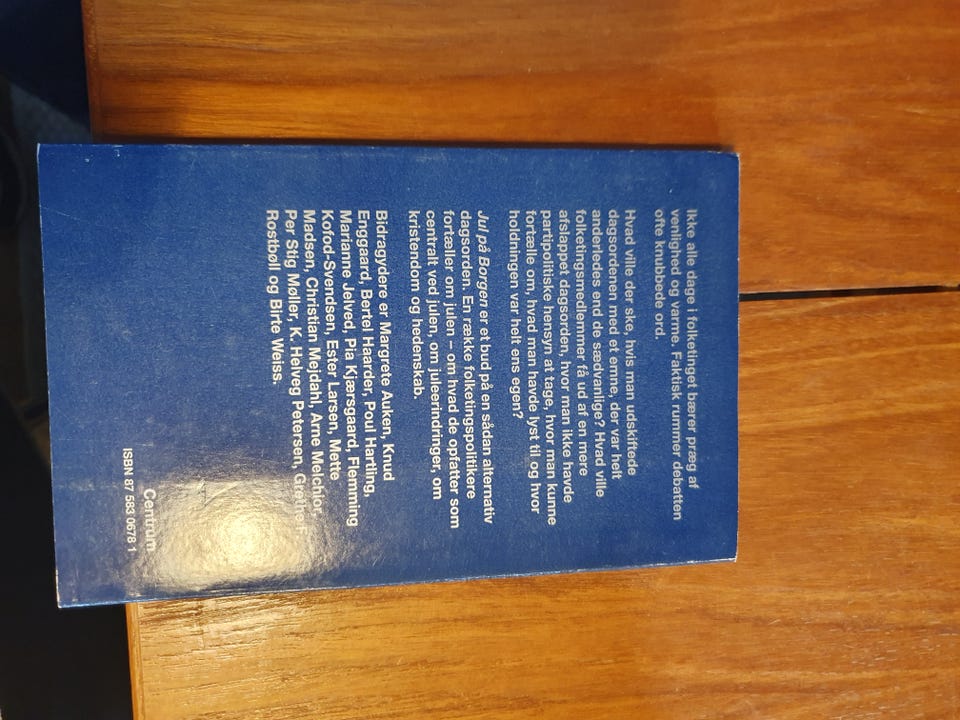 Ikke alle dage i folketinget bærer præg af
venlighed og varme. Faktisk rummer debatten
ofte knubbede ord.
Hvad ville der ske, hvis man udskiftede
dagsordenen med et emne, der var helt
anderledes end de sædvanlige? Hvad ville
folketingsmedlemmer få ud af en mere
afslappet dagsorden, hvor man ikke havde
partipolitiske hensyn at tage, hvor man kunne
fortælle om, hvad man havde lyst til og hvor
holdningen var helt ens egen?
Jul på Borgen er et bud på en sådan alternativ
dagsorden. En række folketingspolitikere
fortæller om julen – om hvad de opfatter som
centralt ved julen, om juleerindringer, om
kristendom og hedenskab.
Bidragydere er Margrete Auken, Knud
Enggaard, Bertel Haarder, Poul Hartling,
Marianne Jelved, Pia Kjærsgaard, Flemming
Kofod-Svendsen, Ester Larsen, Mette
Madsen, Christian Mejdahl, Arne Melchior,
Per Stig Møller, K. Helveg Petersen, Grethe
Rostbøll og Birte Weiss.
Centrum
ISBN 87 583 0678 1